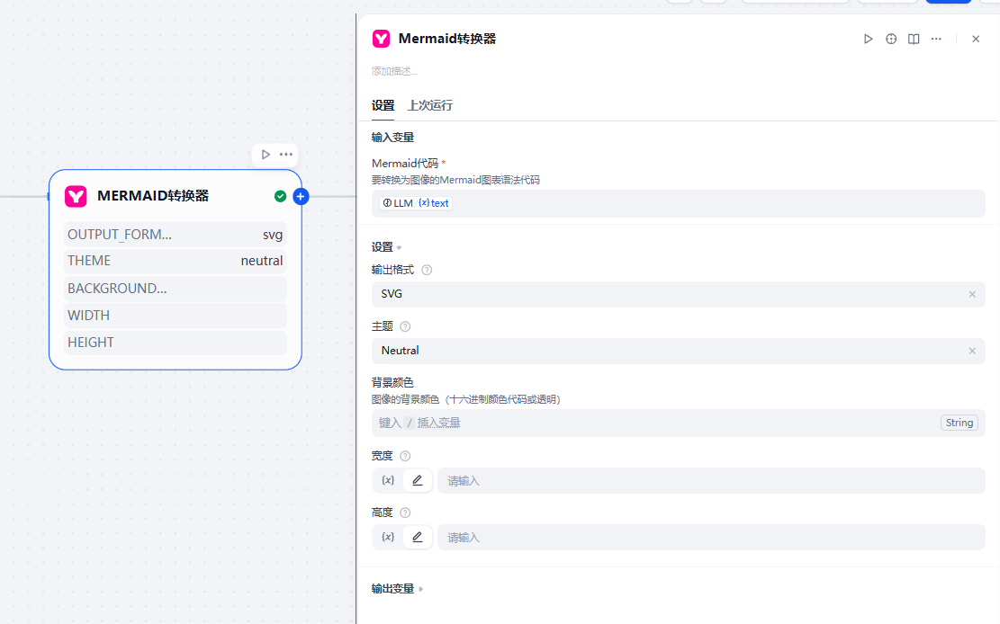 Mermaid转换器
添加描述...
设置 上次运行
输入变量
Mermaid代码 *
要转换为图像的Mermaid图表语法代码
LLM / {x} text
设置
输出格式
SVG
主题
Neutral
背景颜色
图像的背景颜色（十六进制颜色代码或透明）
键入 / 插入变量 String
宽度
{x} 请输入
高度
{x} 请输入
输出变量
MERMAID转换器
OUTPUT_FORM... svg
THEME neutral
BACKGROUND...
WIDTH
HEIGHT